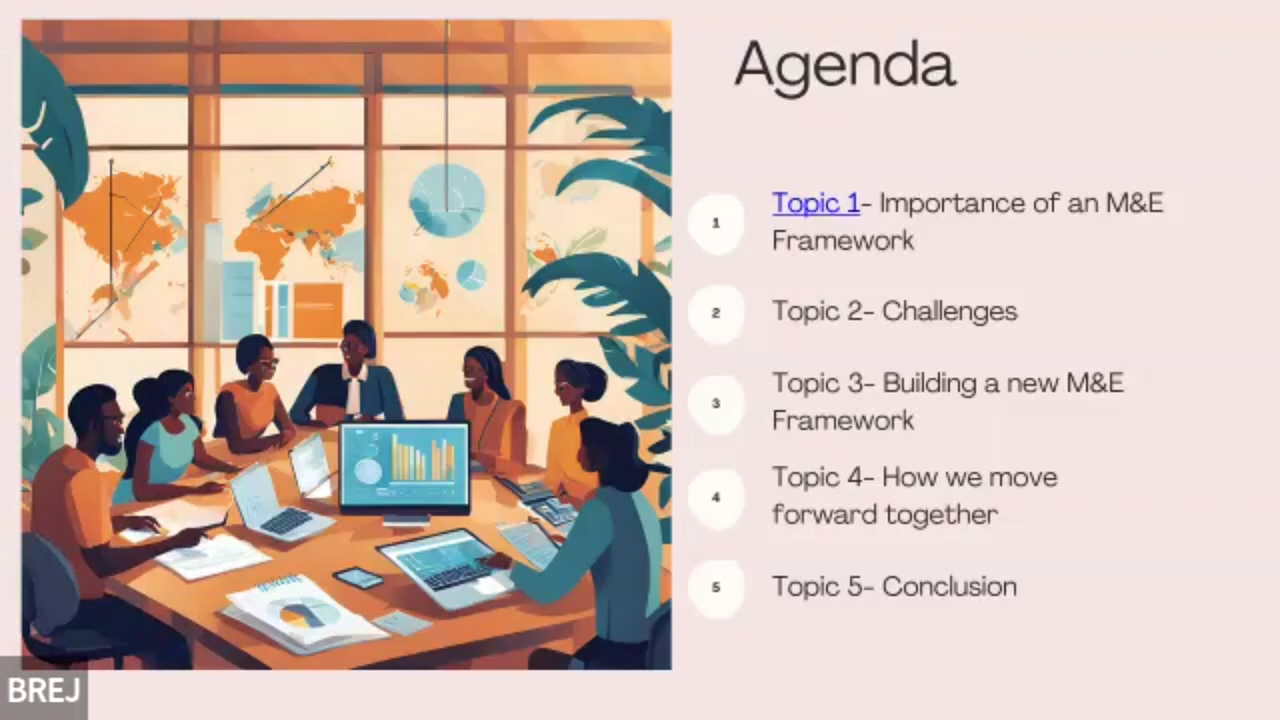 Agenda
1
Topic 1- Importance of an M&E
Framework
2
Topic 2- Challenges
3
Topic 3- Building a new M&E
Framework
4
Topic 4- How we move
forward together
5
Topic 5- Conclusion
BREJ